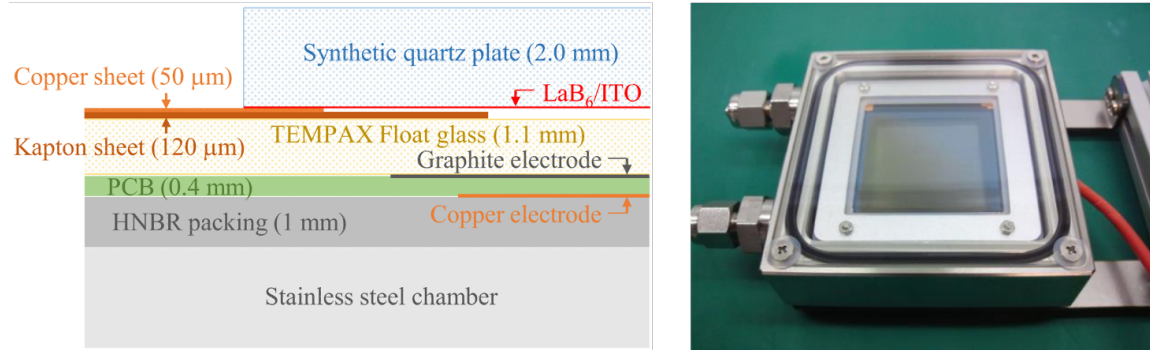 Synthetic quartz plate (2.0 mm)
Copper sheet (50 μm)
LaB₆/ITO
TEMPAX Float glass (1.1 mm)
Kapton sheet (120 μm)
Graphite electrode
PCB (0.4 mm)
HNBR packing (1 mm)
Copper electrode
Stainless steel chamber